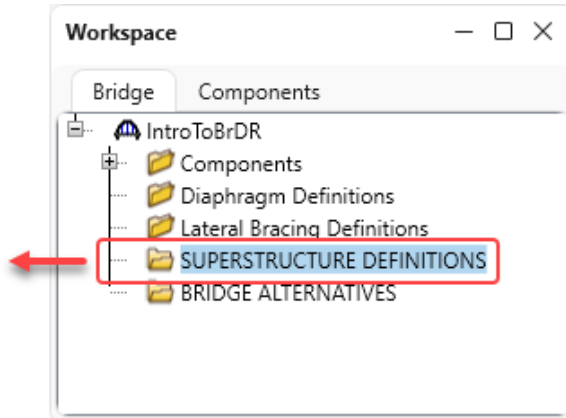 Workspace
Bridge Components
IntroToBrDR
Components
Diaphragm Definitions
Lateral Bracing Definitions
SUPERSTRUCTURE DEFINITIONS
BRIDGE ALTERNATIVES